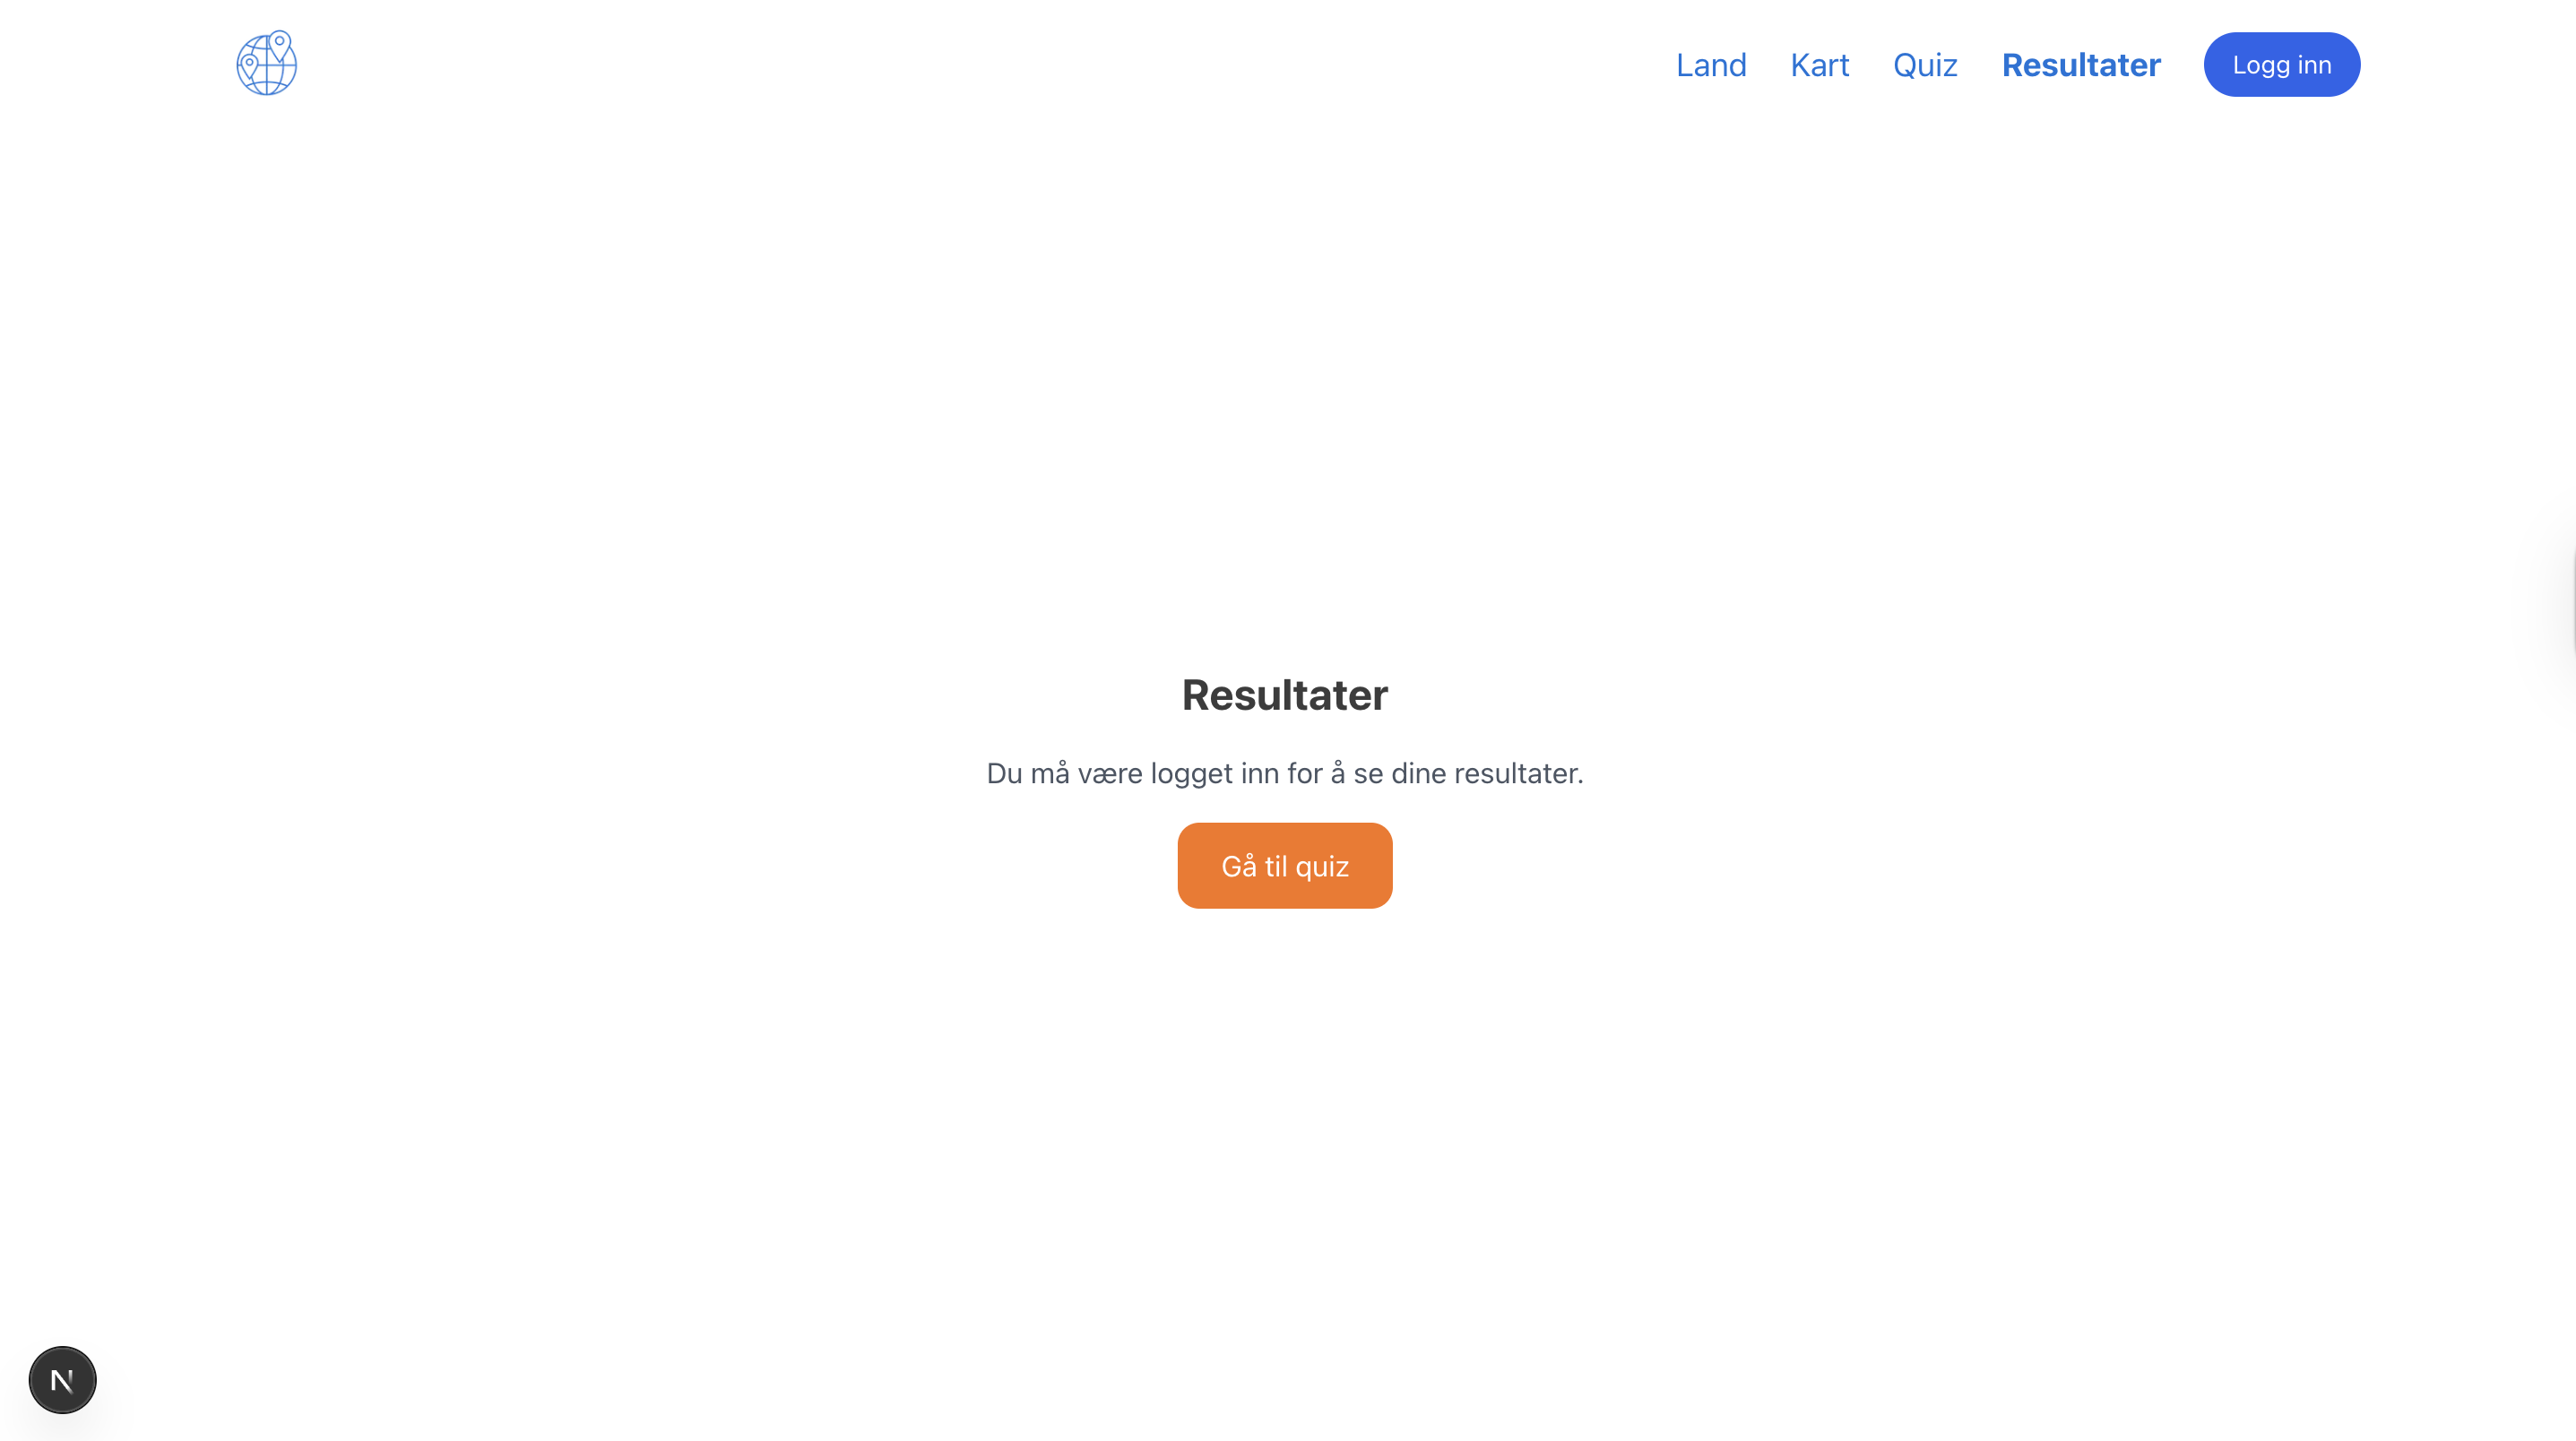 Land
Kart
Quiz
Resultater
Logg inn
Resultater
Du må være logget inn for å se dine resultater.
Gå til quiz
N